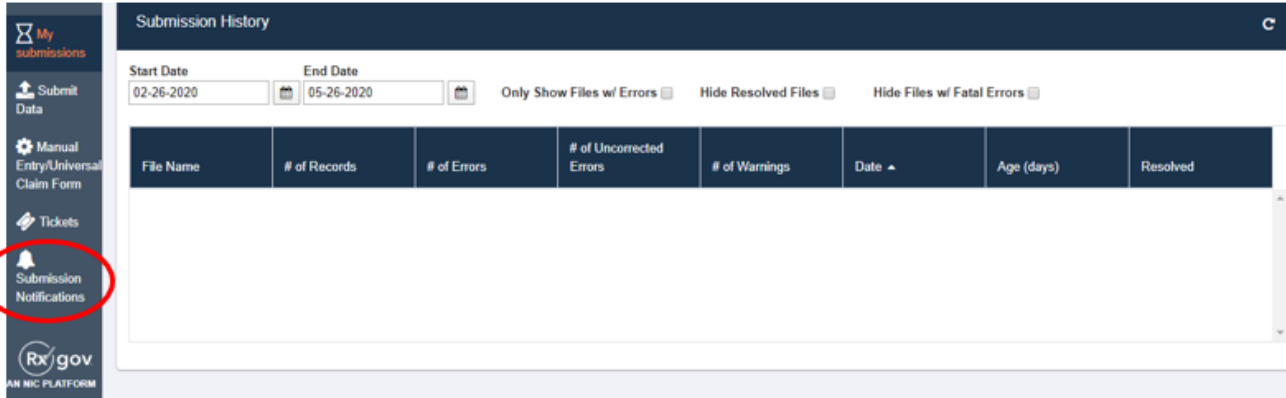 My
submissions
Submit
Data
Manual
Entry/Universal
Claim Form
Tickets
Submission
Notifications
Rx gov
AN NIC PLATFORM
Submission History
Start Date End Date
02-26-2020 05-26-2020 Only Show Files w/ Errors Hide Resolved Files Hide Files w/ Fatal Errors
File Name # of Records # of Errors # of Uncorrected Errors # of Warnings Date Age (days) Resolved